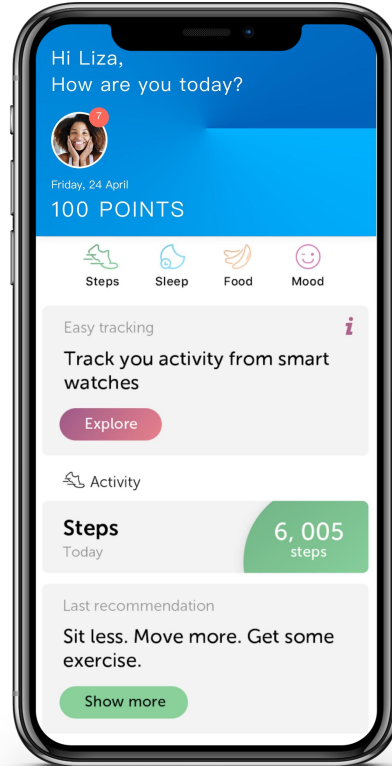 Hi Liza,
How are you today?
7
Friday, 24 April
100 POINTS
Steps
Sleep
Food
Mood
Easy tracking
i
Track you activity from smart
watches
Explore
Activity
Steps
Today
6, 005
steps
Last recommendation
Sit less. Move more. Get some
exercise.
Show more